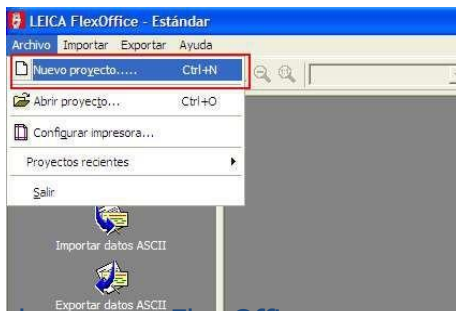 LEICA FlexOffice - Estándar
Archivo Importar Exportar Ayuda
Nuevo proyecto..... Ctrl+N
Abrir proyecto... Ctrl+O
Configurar impresora...
Proyectos recientes
Salir
Importar datos ASCII
Exportar datos ASCII